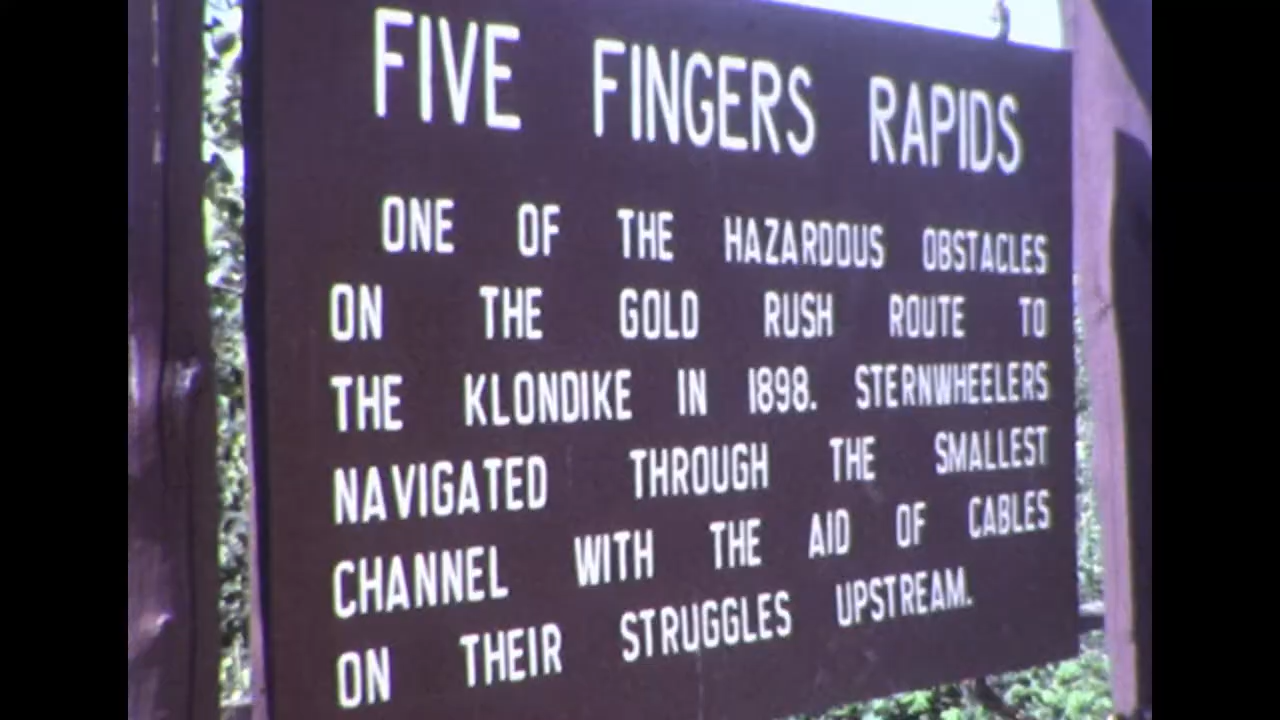 FIVE FINGERS RAPIDS
ONE OF THE HAZARDOUS OBSTACLES
ON THE GOLD RUSH ROUTE TO
THE KLONDIKE IN 1898. STERNWHEELERS
NAVIGATED THROUGH THE SMALLEST
CHANNEL WITH THE AID OF CABLES
ON THEIR STRUGGLES UPSTREAM.